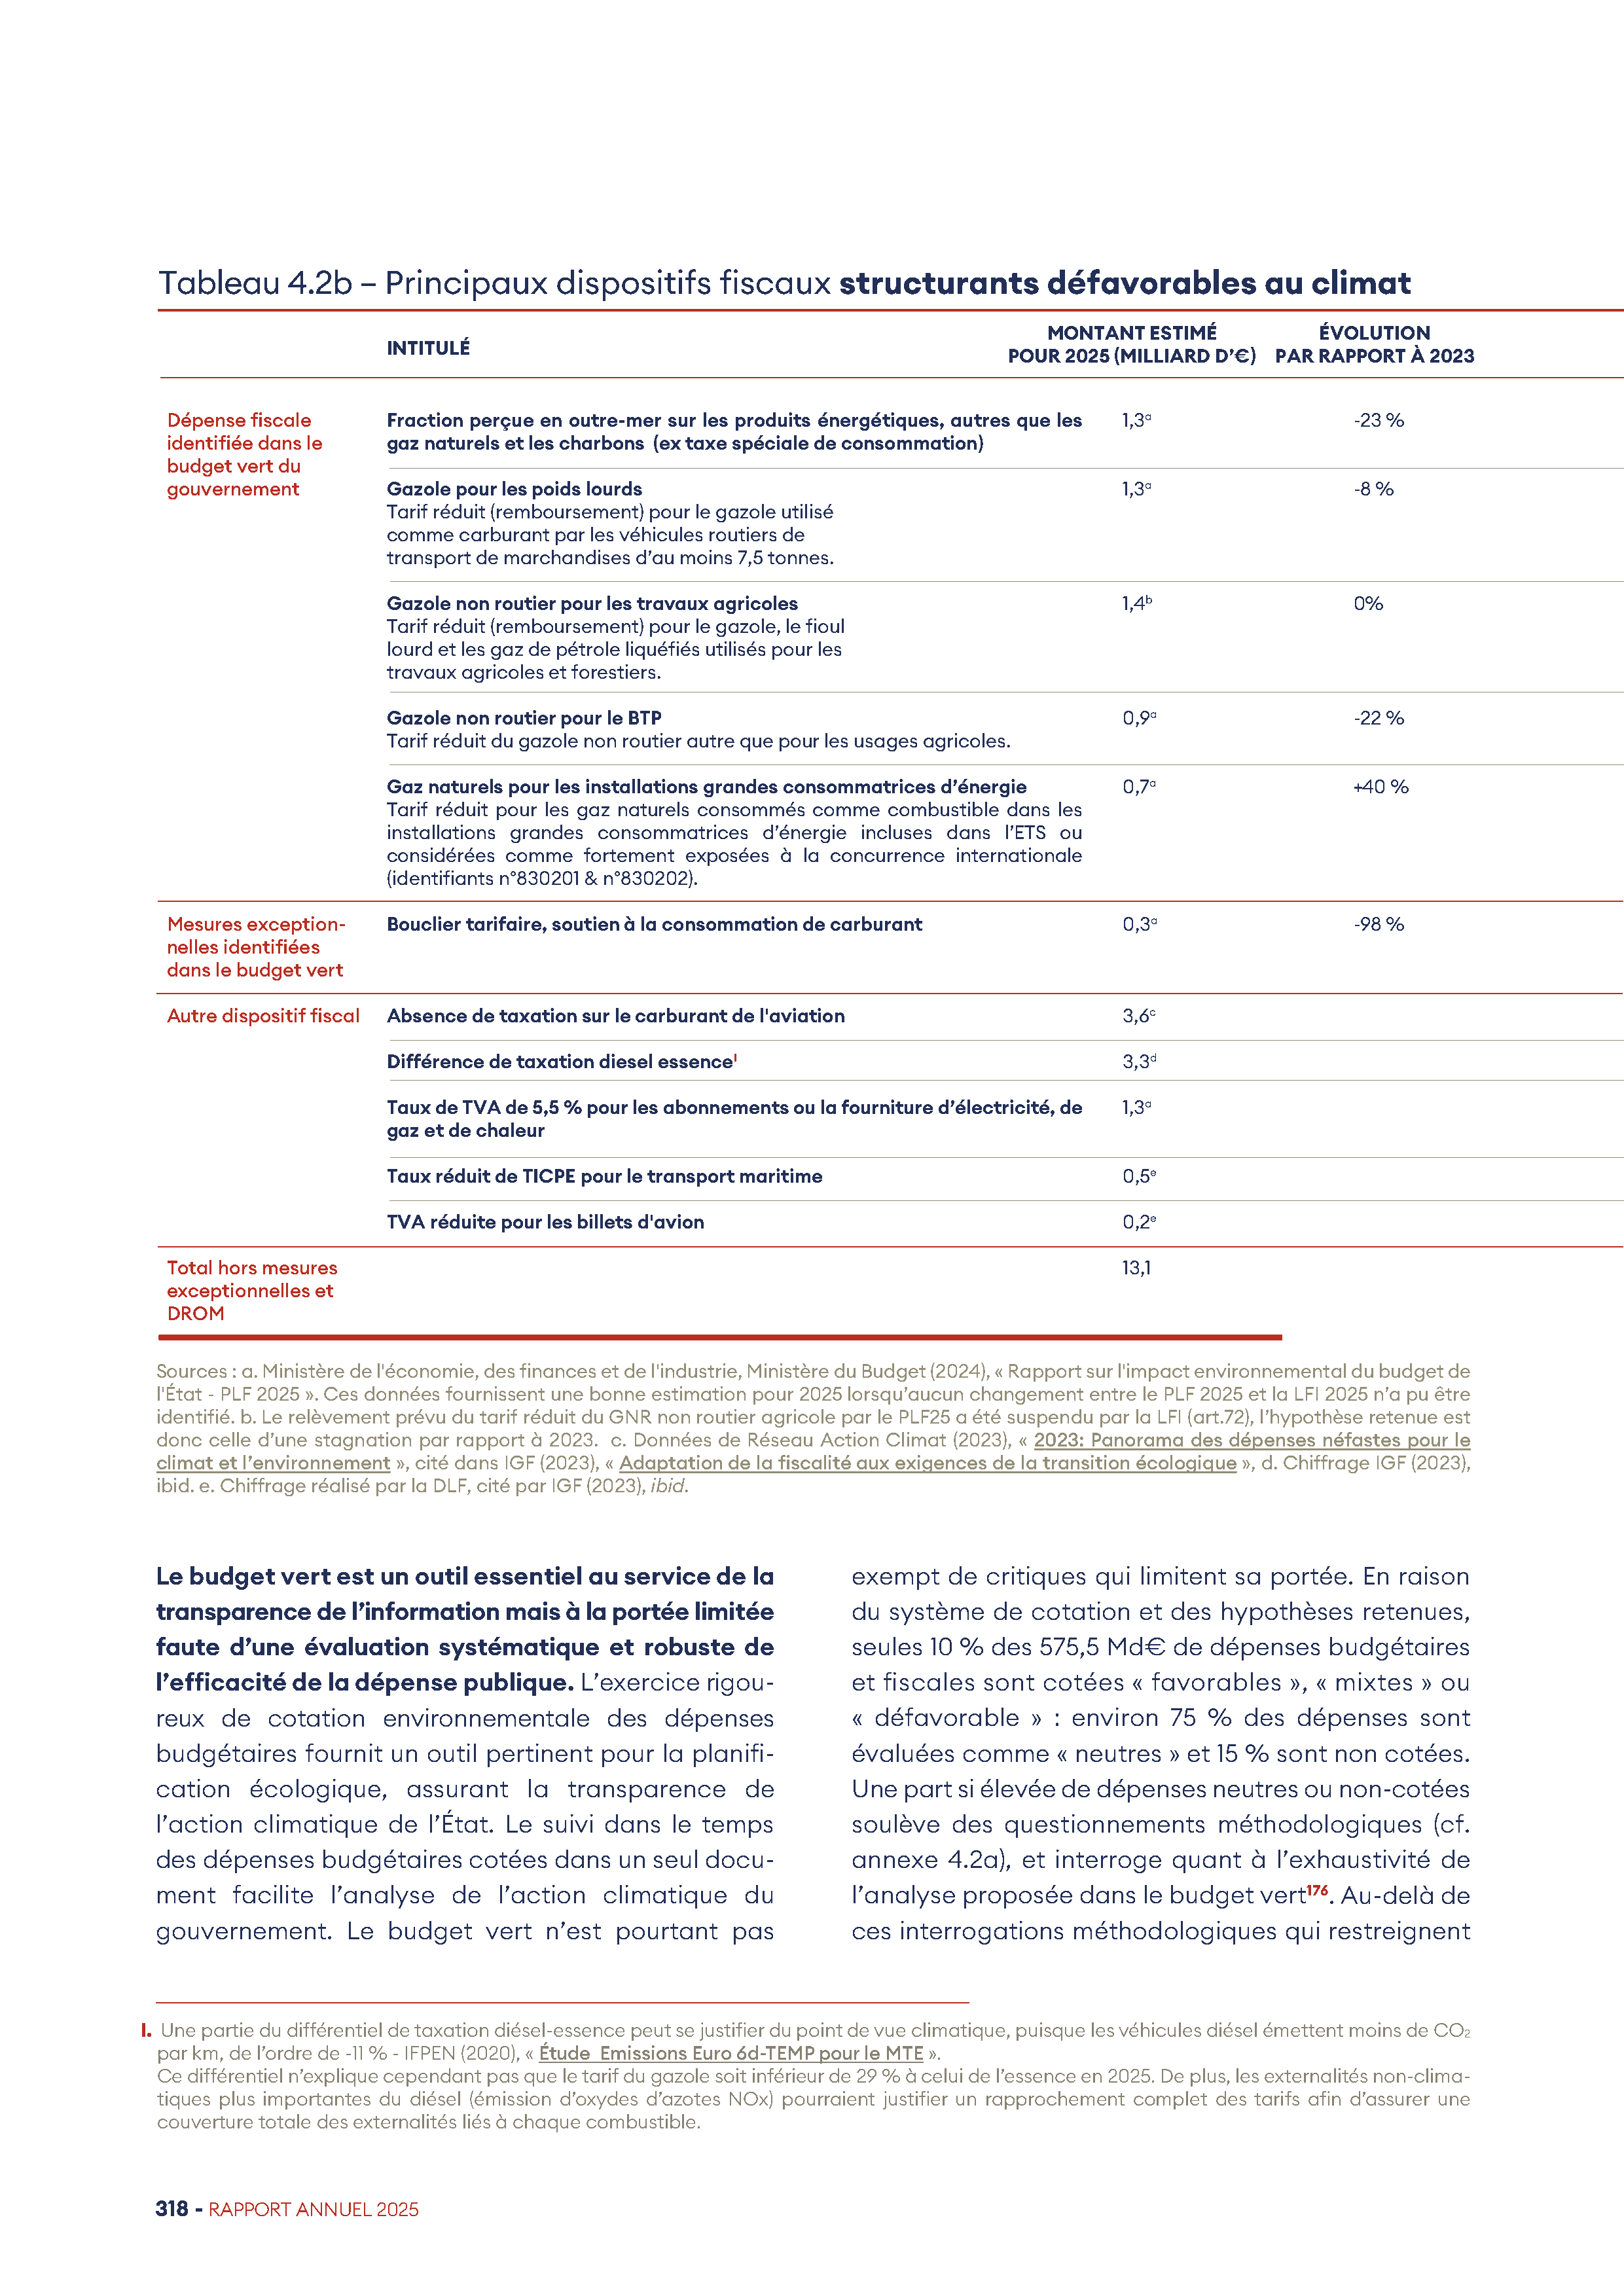 Tableau 4.2b – Principaux dispositifs fiscaux structurants défavorables au climat
INTITULÉ
MONTANT ESTIMÉ
POUR 2025 (MILLIARD D’€)
ÉVOLUTION
PAR RAPPORT À 2023
Dépense fiscale
identifiée dans le
budget vert du
gouvernement
Fraction perçue en outre-mer sur les produits énergétiques, autres que les
gaz naturels et les charbons (ex taxe spéciale de consommation)
1,3ᵃ
-23 %
Gazole pour les poids lourds
Tarif réduit (remboursement) pour le gazole utilisé
comme carburant par les véhicules routiers de
transport de marchandises d’au moins 7,5 tonnes.
1,3ᵃ
-8 %
Gazole non routier pour les travaux agricoles
Tarif réduit (remboursement) pour le gazole, le fioul
lourd et les gaz de pétrole liquéfiés utilisés pour les
travaux agricoles et forestiers.
1,4ᵇ
0%
Gazole non routier pour le BTP
Tarif réduit du gazole non routier autre que pour les usages agricoles.
0,9ᵃ
-22 %
Gaz naturels pour les installations grandes consommatrices d’énergie
Tarif réduit pour les gaz naturels consommés comme combustible dans les
installations grandes consommatrices d’énergie incluses dans l’ETS ou
considérées comme fortement exposées à la concurrence internationale
(identifiants n°830201 & n°830202).
0,7ᵃ
+40 %
Mesures exception-
nelles identifiées
dans le budget vert
Bouclier tarifaire, soutien à la consommation de carburant
0,3ᵃ
-98 %
Autre dispositif fiscal
Absence de taxation sur le carburant de l'aviation
3,6ᶜ
Différence de taxation diesel essenceᴵ
3,3ᵈ
Taux de TVA de 5,5 % pour les abonnements ou la fourniture d’électricité, de
gaz et de chaleur
1,3ᵃ
Taux réduit de TICPE pour le transport maritime
0,5ᵉ
TVA réduite pour les billets d'avion
0,2ᵉ
Total hors mesures
exceptionnelles et
DROM
13,1
Sources : a. Ministère de l'économie, des finances et de l'industrie, Ministère du Budget (2024), « Rapport sur l'impact environnemental du budget de
l'État - PLF 2025 ». Ces données fournissent une bonne estimation pour 2025 lorsqu’aucun changement entre le PLF 2025 et la LFI 2025 n’a pu être
identifié. b. Le relèvement prévu du tarif réduit du GNR non routier agricole par le PLF25 a été suspendu par la LFI (art.72), l’hypothèse retenue est
donc celle d’une stagnation par rapport à 2023. c. Données de Réseau Action Climat (2023), « 2023: Panorama des dépenses néfastes pour le
climat et l’environnement », cité dans IGF (2023), « Adaptation de la fiscalité aux exigences de la transition écologique », d. Chiffrage IGF (2023),
ibid. e. Chiffrage réalisé par la DLF, cité par IGF (2023), ibid.
Le budget vert est un outil essentiel au service de la
transparence de l’information mais à la portée limitée
faute d’une évaluation systématique et robuste de
l’efficacité de la dépense publique. L’exercice rigou-
reux de cotation environnementale des dépenses
budgétaires fournit un outil pertinent pour la planifi-
cation écologique, assurant la transparence de
l’action climatique de l’État. Le suivi dans le temps
des dépenses budgétaires cotées dans un seul docu-
ment facilite l’analyse de l’action climatique du
gouvernement. Le budget vert n’est pourtant pas
exempt de critiques qui limitent sa portée. En raison
du système de cotation et des hypothèses retenues,
seules 10 % des 575,5 Md€ de dépenses budgétaires
et fiscales sont cotées « favorables », « mixtes » ou
« défavorable » : environ 75 % des dépenses sont
évaluées comme « neutres » et 15 % sont non cotées.
Une part si élevée de dépenses neutres ou non-cotées
soulève des questionnements méthodologiques (cf.
annexe 4.2a), et interroge quant à l’exhaustivité de
l’analyse proposée dans le budget vert¹⁷⁶. Au-delà de
ces interrogations méthodologiques qui restreignent
I. Une partie du différentiel de taxation diésel-essence peut se justifier du point de vue climatique, puisque les véhicules diésel émettent moins de CO₂
par km, de l’ordre de -11 % - IFPEN (2020), « Étude Emissions Euro 6d-TEMP pour le MTE ».
Ce différentiel n’explique cependant pas que le tarif du gazole soit inférieur de 29 % à celui de l’essence en 2025. De plus, les externalités non-clima-
tiques plus importantes du diésel (émission d’oxydes d’azotes NOx) pourraient justifier un rapprochement complet des tarifs afin d’assurer une
couverture totale des externalités liés à chaque combustible.
318 - RAPPORT ANNUEL 2025